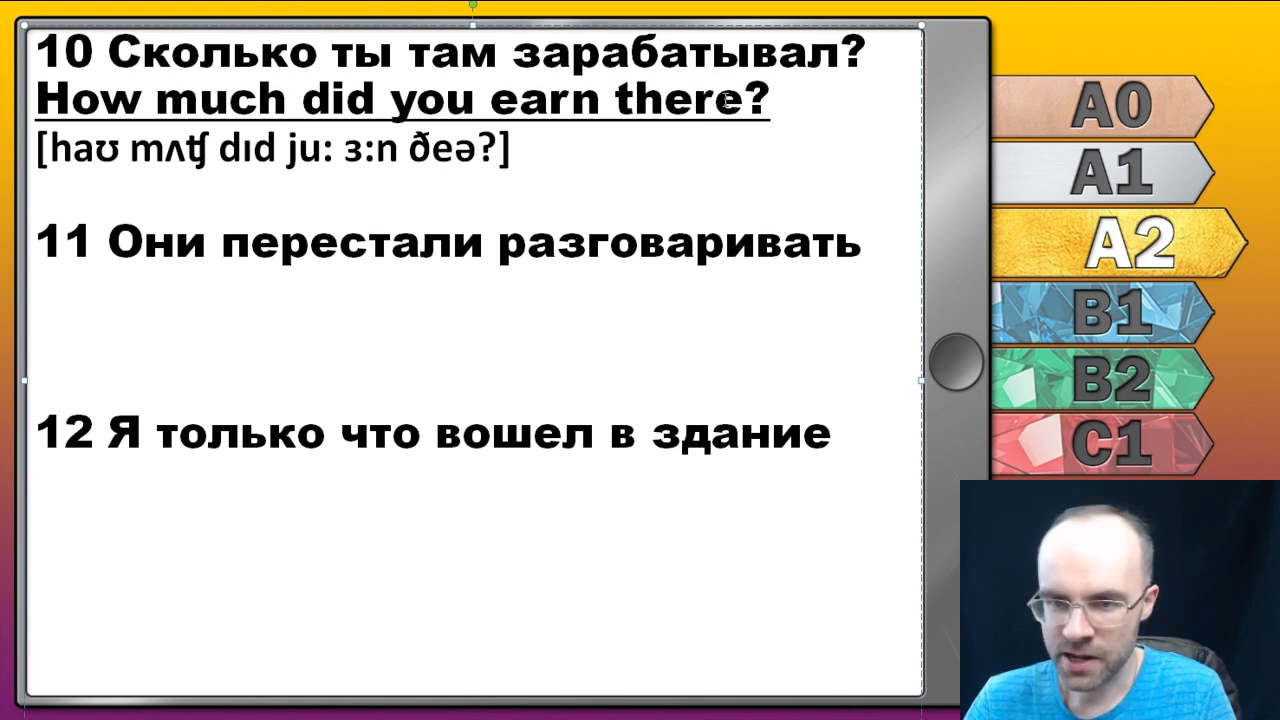 10 Сколько ты там зарабатывал?
How much did you earn there?
[haʊ mʌʧ dɪd ju: ɜ:n ðeə?]
11 Они перестали разговаривать
12 Я только что вошел в здание
A0
A1
A2
B1
B2
C1